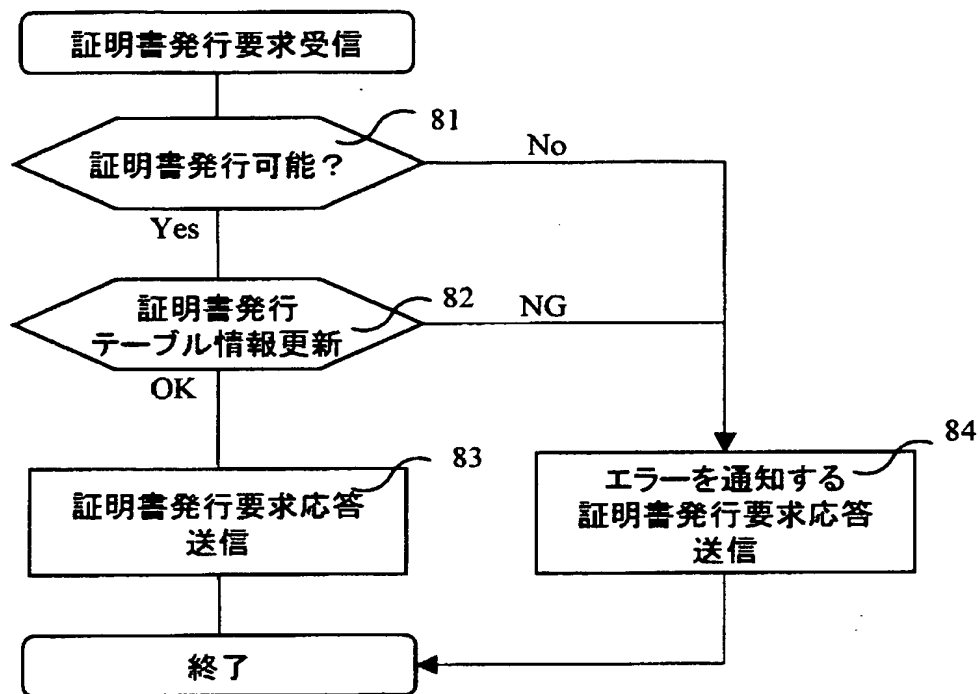 証明書発行要求受信
81
証明書発行可能？
No
Yes
82
証明書発行
テーブル情報更新
NG
OK
83
証明書発行要求応答
送信
84
エラーを通知する
証明書発行要求応答
送信
終了